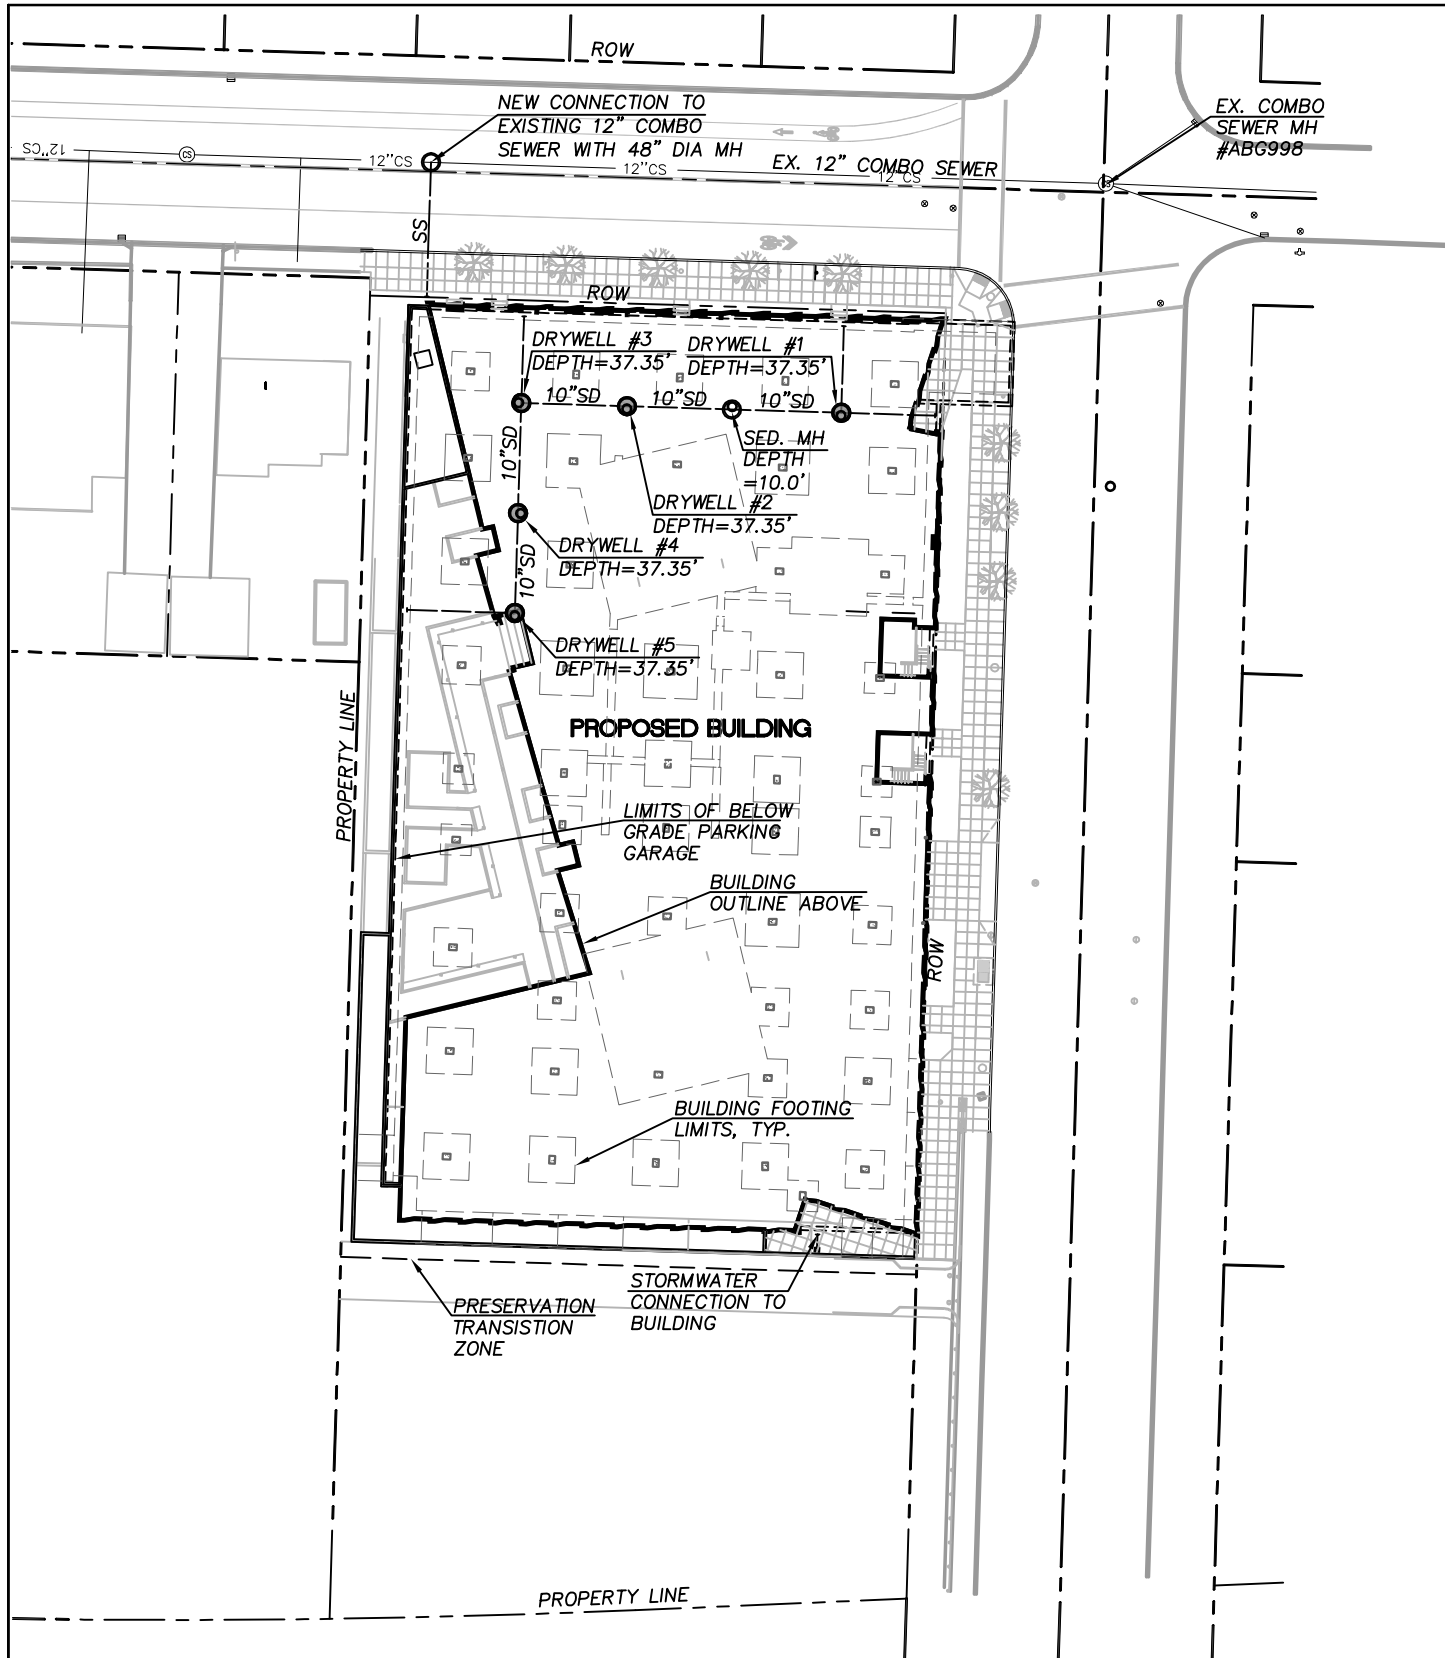 ROW
NEW CONNECTION TO
EXISTING 12" COMBO
SEWER WITH 48" DIA MH
EX. COMBO
SEWER MH
#ABG998
12"CS
CS
12"CS
12"CS
EX. 12" COMBO SEWER
12"CS
SS
ROW
DRYWELL #3
DEPTH=37.35'
DRYWELL #1
DEPTH=37.35'
10"SD
10"SD
10"SD
SED. MH
DEPTH
=10.0'
10"SD
DRYWELL #2
DEPTH=37.35'
DRYWELL #4
DEPTH=37.35'
10"SD
DRYWELL #5
DEPTH=37.35'
PROPERTY LINE
PROPOSED BUILDING
LIMITS OF BELOW
GRADE PARKING
GARAGE
BUILDING
OUTLINE ABOVE
ROW
BUILDING FOOTING
LIMITS, TYP.
STORMWATER
CONNECTION TO
BUILDING
PRESERVATION
TRANSISTION
ZONE
PROPERTY LINE